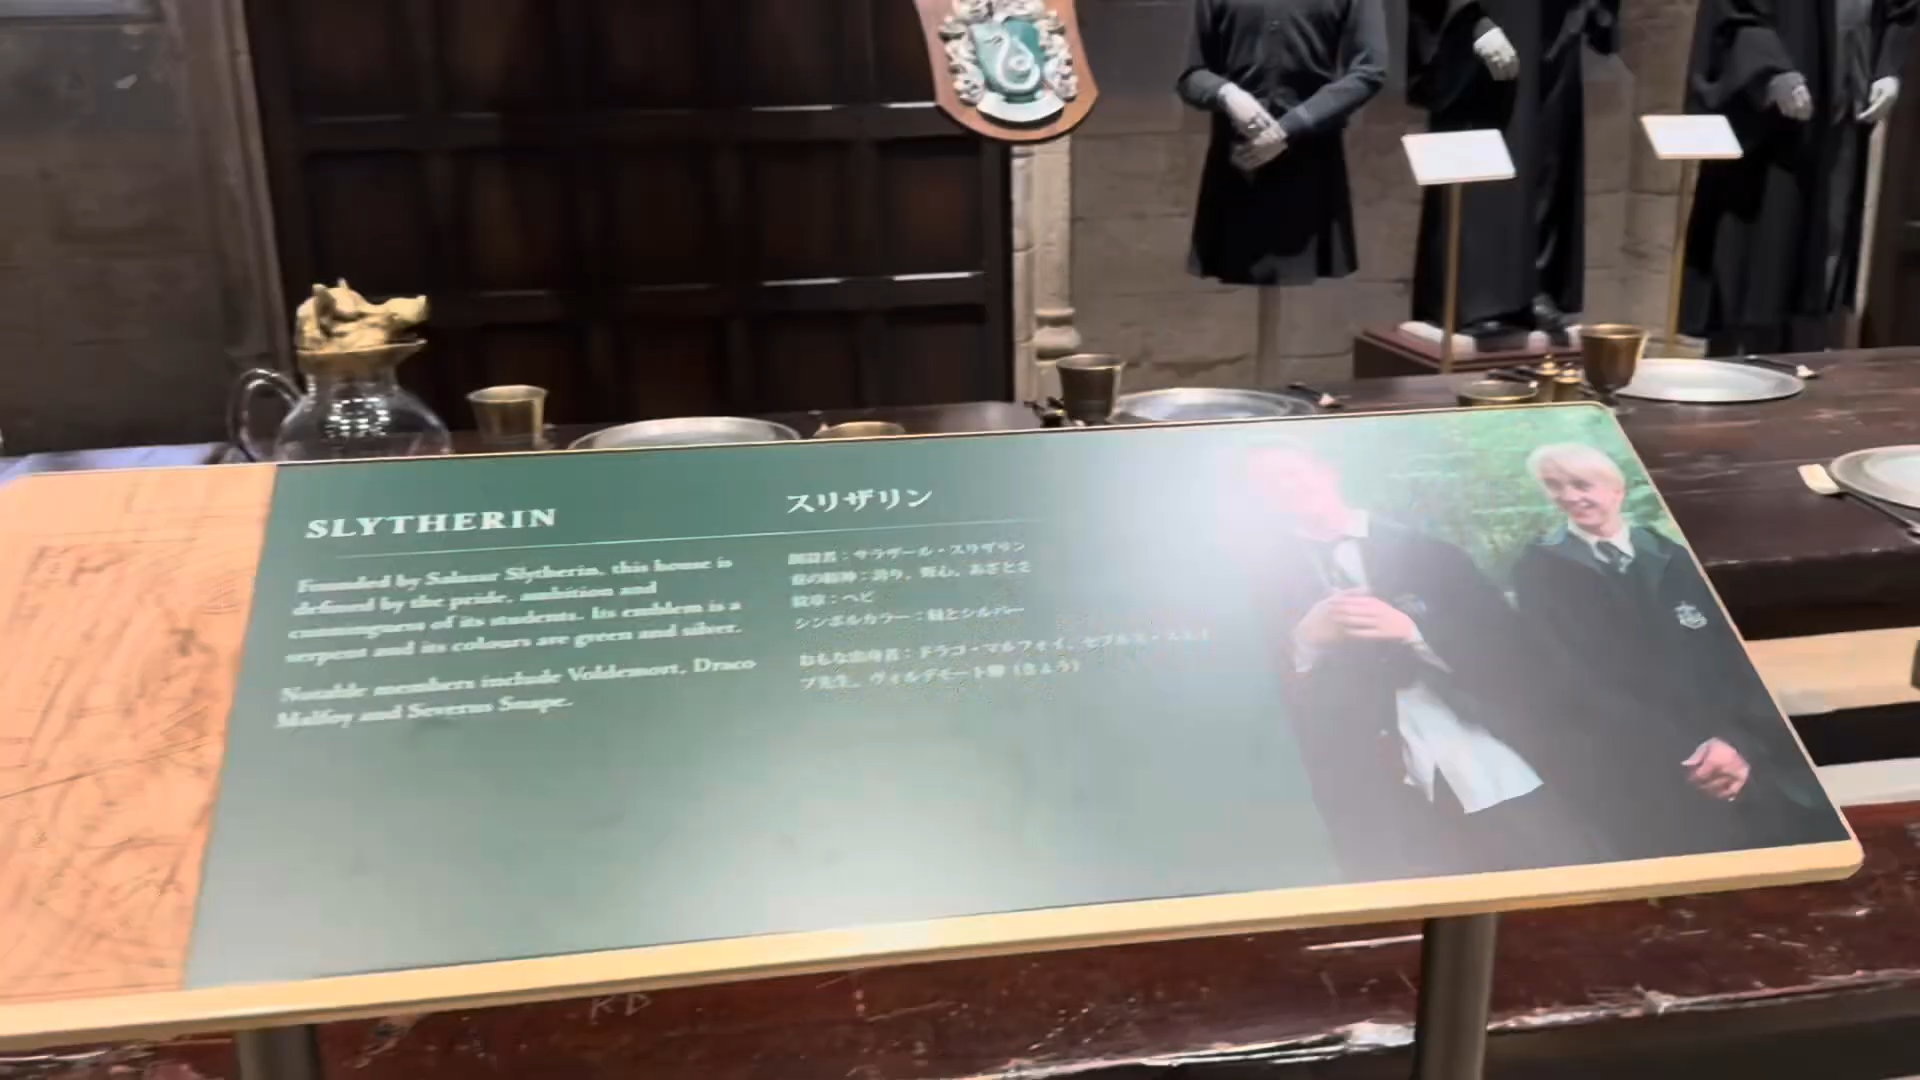 SLYTHERIN
Founded by Salazar Slytherin, this house is
defined by the pride, ambition and
cunningness of its students. Its emblem is a
serpent and its colours are green and silver.
Notable members include Voldemort, Draco
Malfoy and Severus Snape.
スリザリン
創設者：サラザール・スリザリン
寮の精神：誇り、野心、あざとさ
紋章：ヘビ
シンボルカラー：緑とシルバー
おもな出身者：ドラコ・マルフォイ、セブルス・スネイ
プ先生、ヴォルデモート卿（きょう）
KD